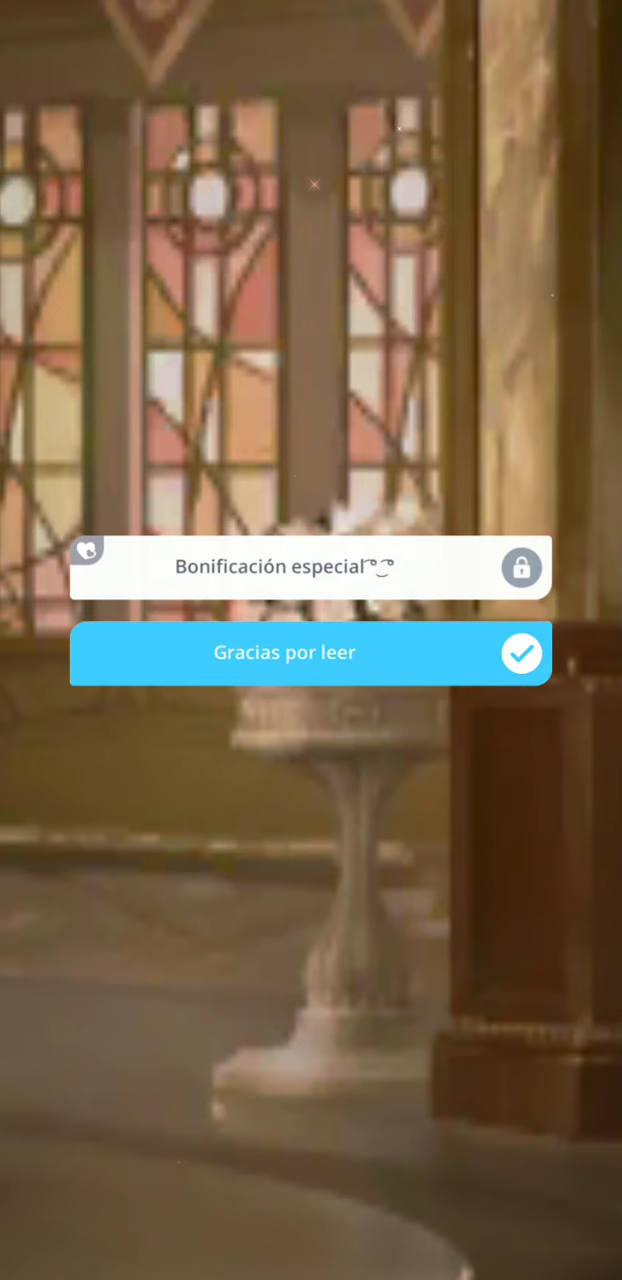 Bonificación especial ͡° ͜ʖ ͡°
Gracias por leer